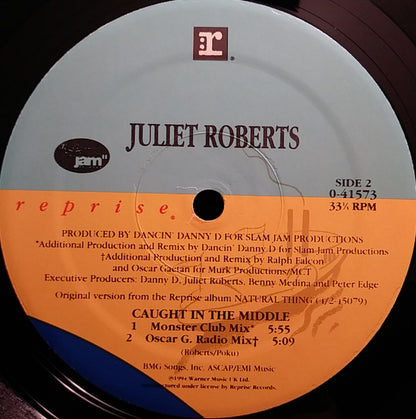 r
jam"
JULIET ROBERTS
SIDE 2
0-41573
33⅓ RPM
reprise
PRODUCED BY DANCIN' DANNY D FOR SLAM JAM PRODUCTIONS
*Additional Production and Remix by Dancin' Danny D for Slam Jam Productions
†Additional Production and Remix by Ralph Falcon
and Oscar Gaetan for Murk Productions/MCT
Executive Producers: Danny D, Juliet Roberts, Benny Medina and Peter Edge
Original version from the Reprise album NATURAL THING (4/2-45079)
CAUGHT IN THE MIDDLE
1 Monster Club Mix* 5:55
2 Oscar G. Radio Mix† 5:09
(Roberts/Poku)
BMG Songs, Inc. ASCAP/EMI Music
℗1994 Warner Music UK Ltd.
Manufactured under license by Reprise Records.